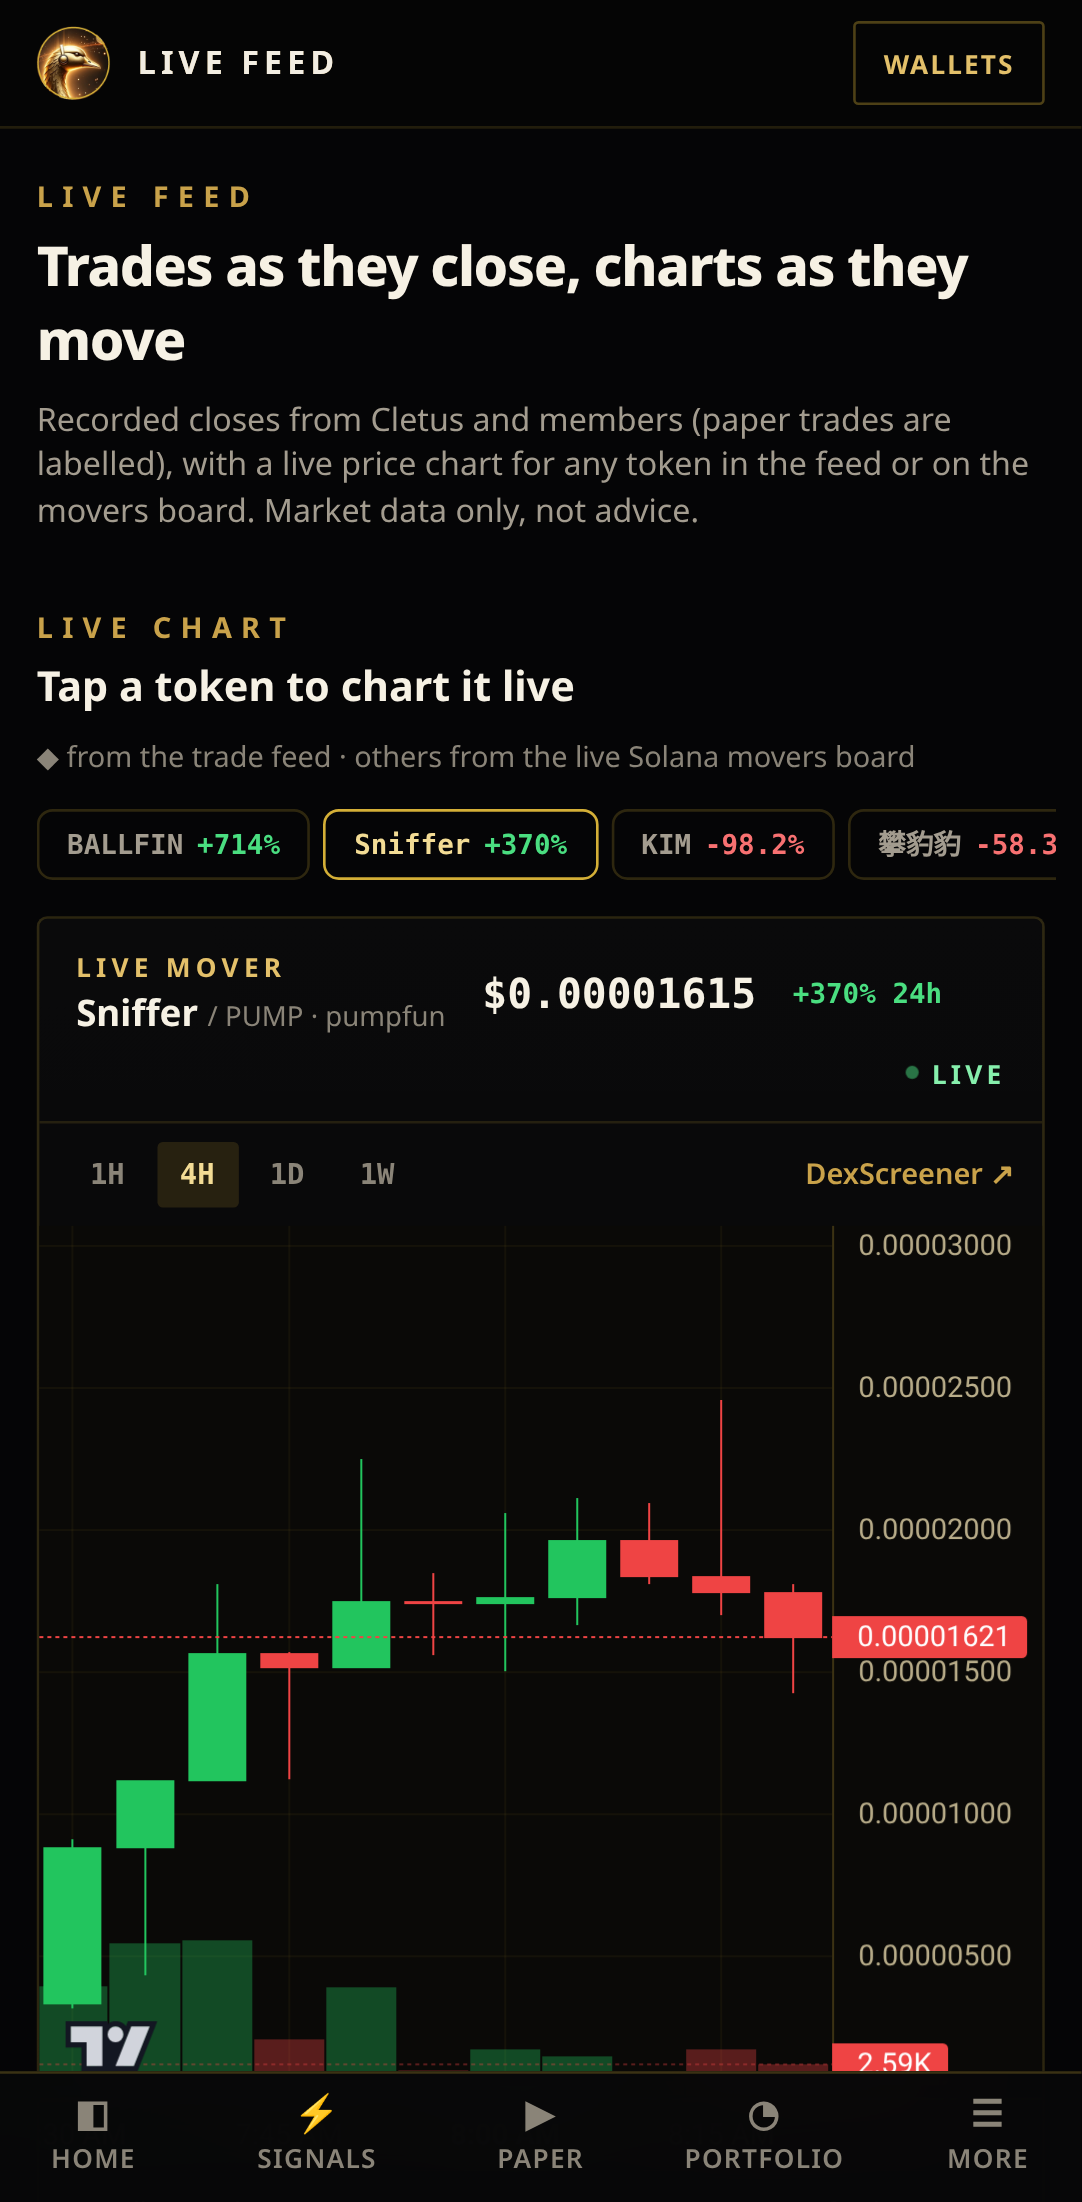 LIVE FEED
WALLETS
LIVE FEED
Trades as they close, charts as they
move
Recorded closes from Cletus and members (paper trades are
labelled), with a live price chart for any token in the feed or on the
movers board. Market data only, not advice.
LIVE CHART
Tap a token to chart it live
◆ from the trade feed · others from the live Solana movers board
BALLFIN +714%
Sniffer +370%
KIM -98.2%
攀豹豹 -58.3
LIVE MOVER
Sniffer / PUMP · pumpfun
$0.00001615
+370% 24h
LIVE
1H 4H 1D 1W
DexScreener ↗
0.00003000
0.00002500
0.00002000
0.00001621
0.00001500
0.00001000
0.00000500
2.59K
HOME
SIGNALS
PAPER
PORTFOLIO
MORE